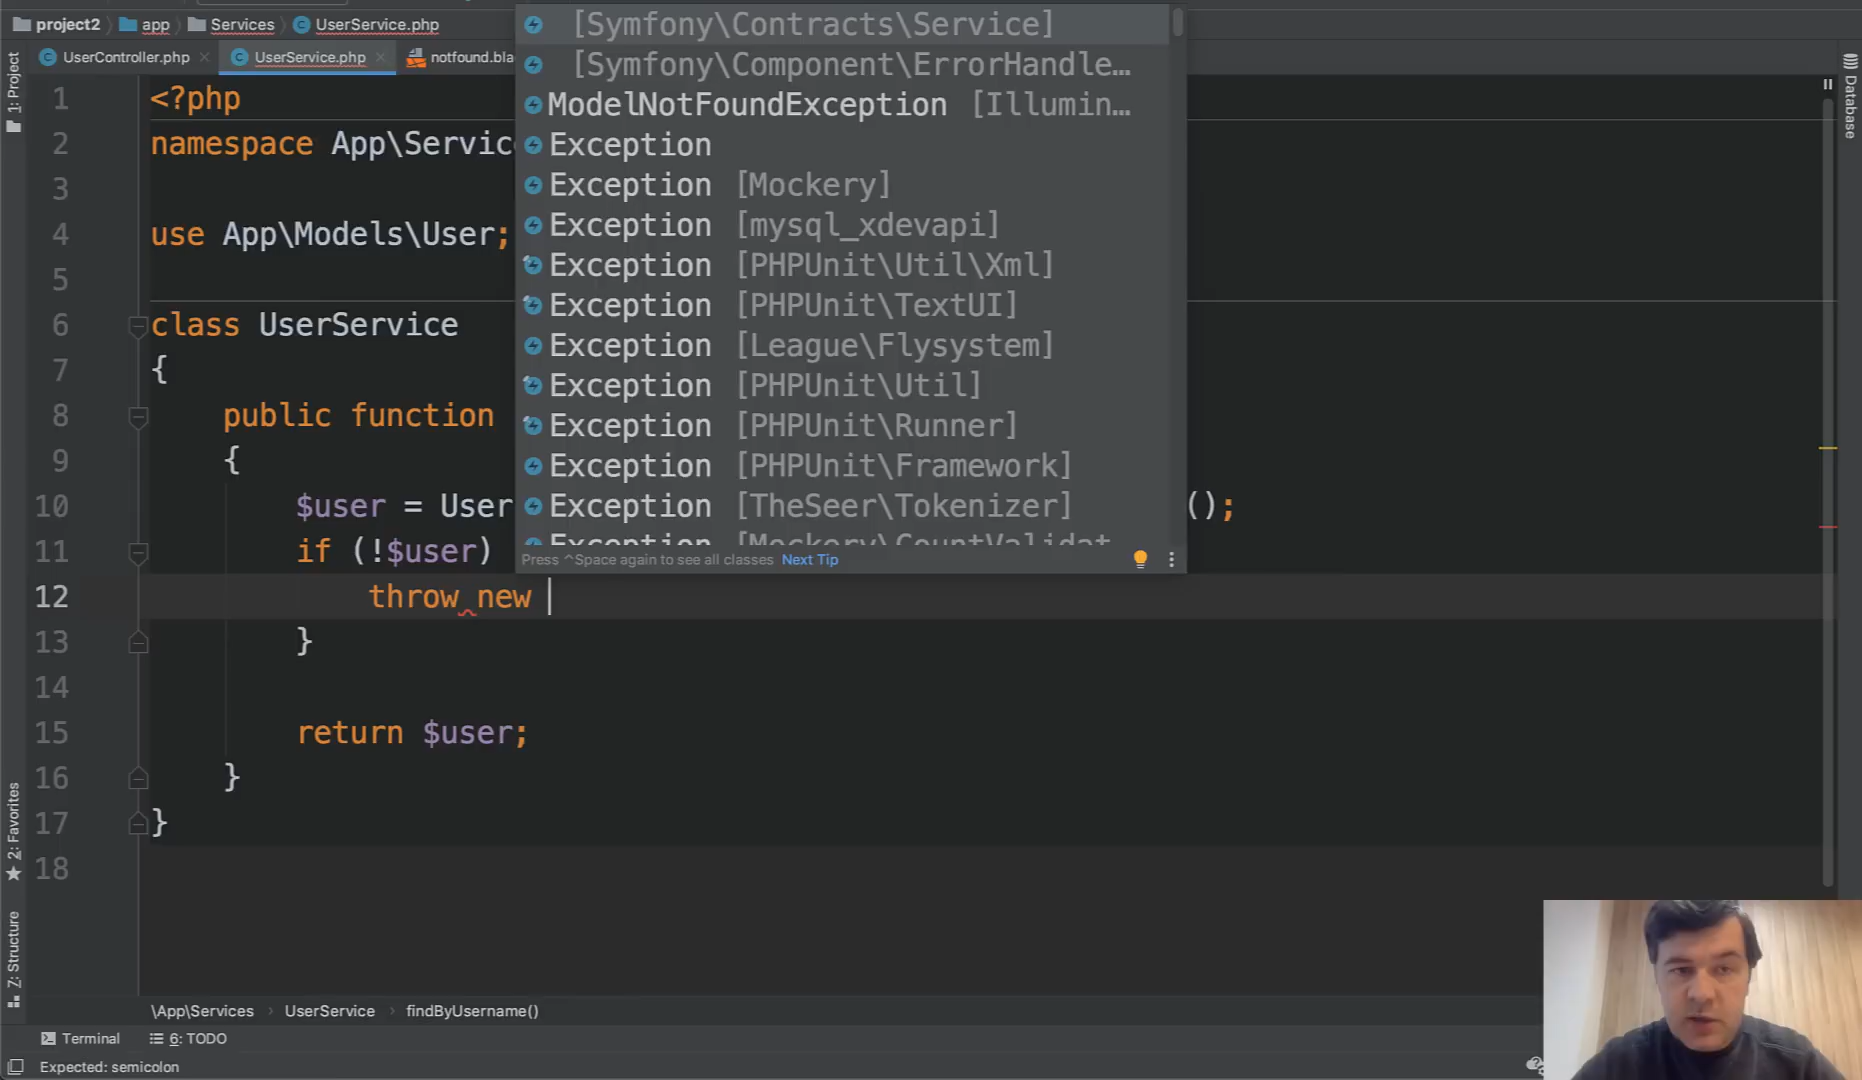 project2 app Services UserService.php
UserController.php UserService.php notfound.bla
1: Project
Database
[Symfony\Contracts\Service]
[Symfony\Component\ErrorHandle…
ModelNotFoundException [Illumin…
Exception
Exception [Mockery]
Exception [mysql_xdevapi]
Exception [PHPUnit\Util\Xml]
Exception [PHPUnit\TextUI]
Exception [League\Flysystem]
Exception [PHPUnit\Util]
Exception [PHPUnit\Runner]
Exception [PHPUnit\Framework]
Exception [TheSeer\Tokenizer]
Exception [Mockery\CountValidat
Press ^Space again to see all classes Next Tip
1 <?php
2 namespace App\Servic
3
4 use App\Models\User;
5
6 class UserService
7 {
8 public function
9 {
10 $user = User ();
11 if (!$user)
12 throw new
13 }
14
15 return $user;
16 }
17 }
18
2: Favorites
Z: Structure
\App\Services UserService findByUsername()
Terminal 6: TODO
Expected: semicolon